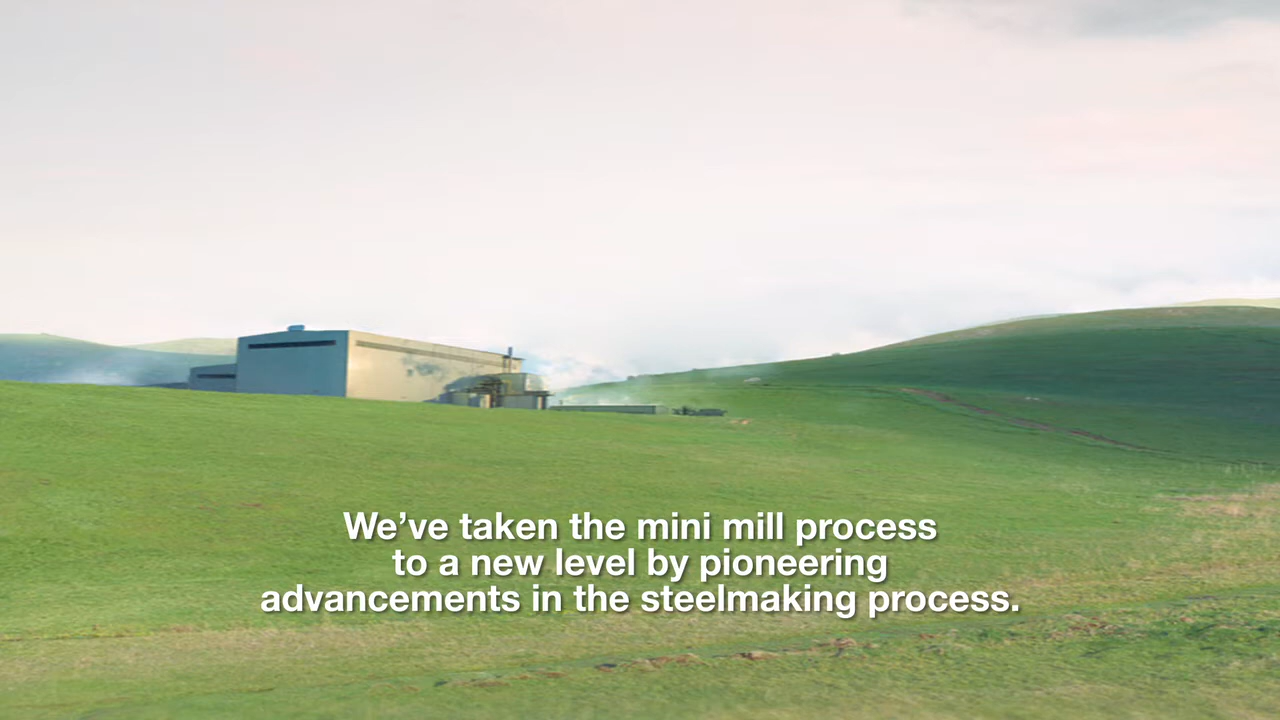 We’ve taken the mini mill process
to a new level by pioneering
advancements in the steelmaking process.